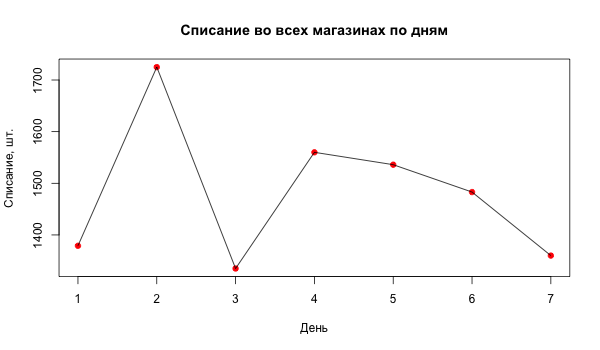 Списание во всех магазинах по дням
Списание, шт.
1700
1600
1500
1400
1 2 3 4 5 6 7
День